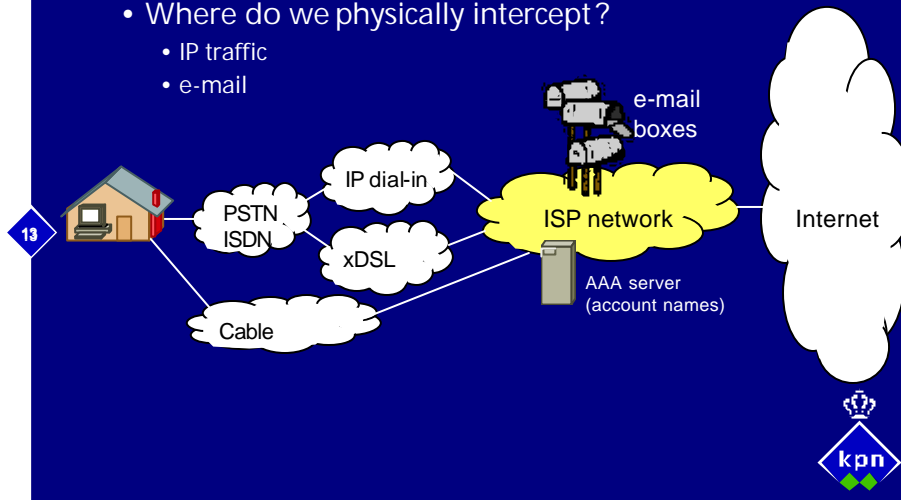 • Where do we physically intercept?
• IP traffic
• e-mail
e-mail
boxes
IP dial-in
PSTN
ISDN
ISP network
Internet
13
xDSL
AAA server
(account names)
Cable
kpn